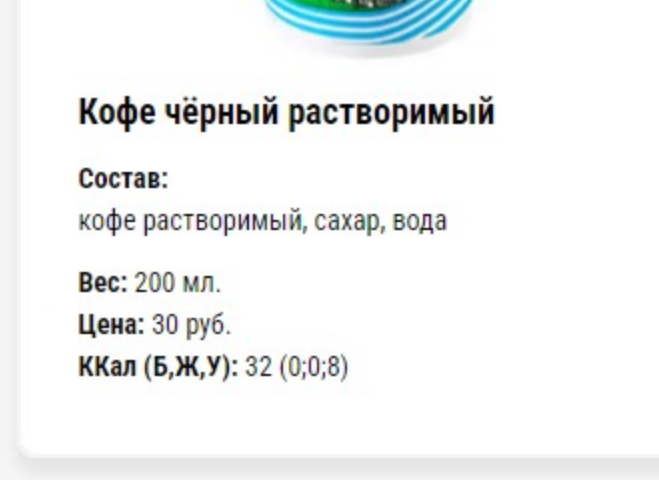 Кофе чёрный растворимый
Состав:
кофе растворимый, сахар, вода
Вес: 200 мл.
Цена: 30 руб.
ККал (Б,Ж,У): 32 (0;0;8)